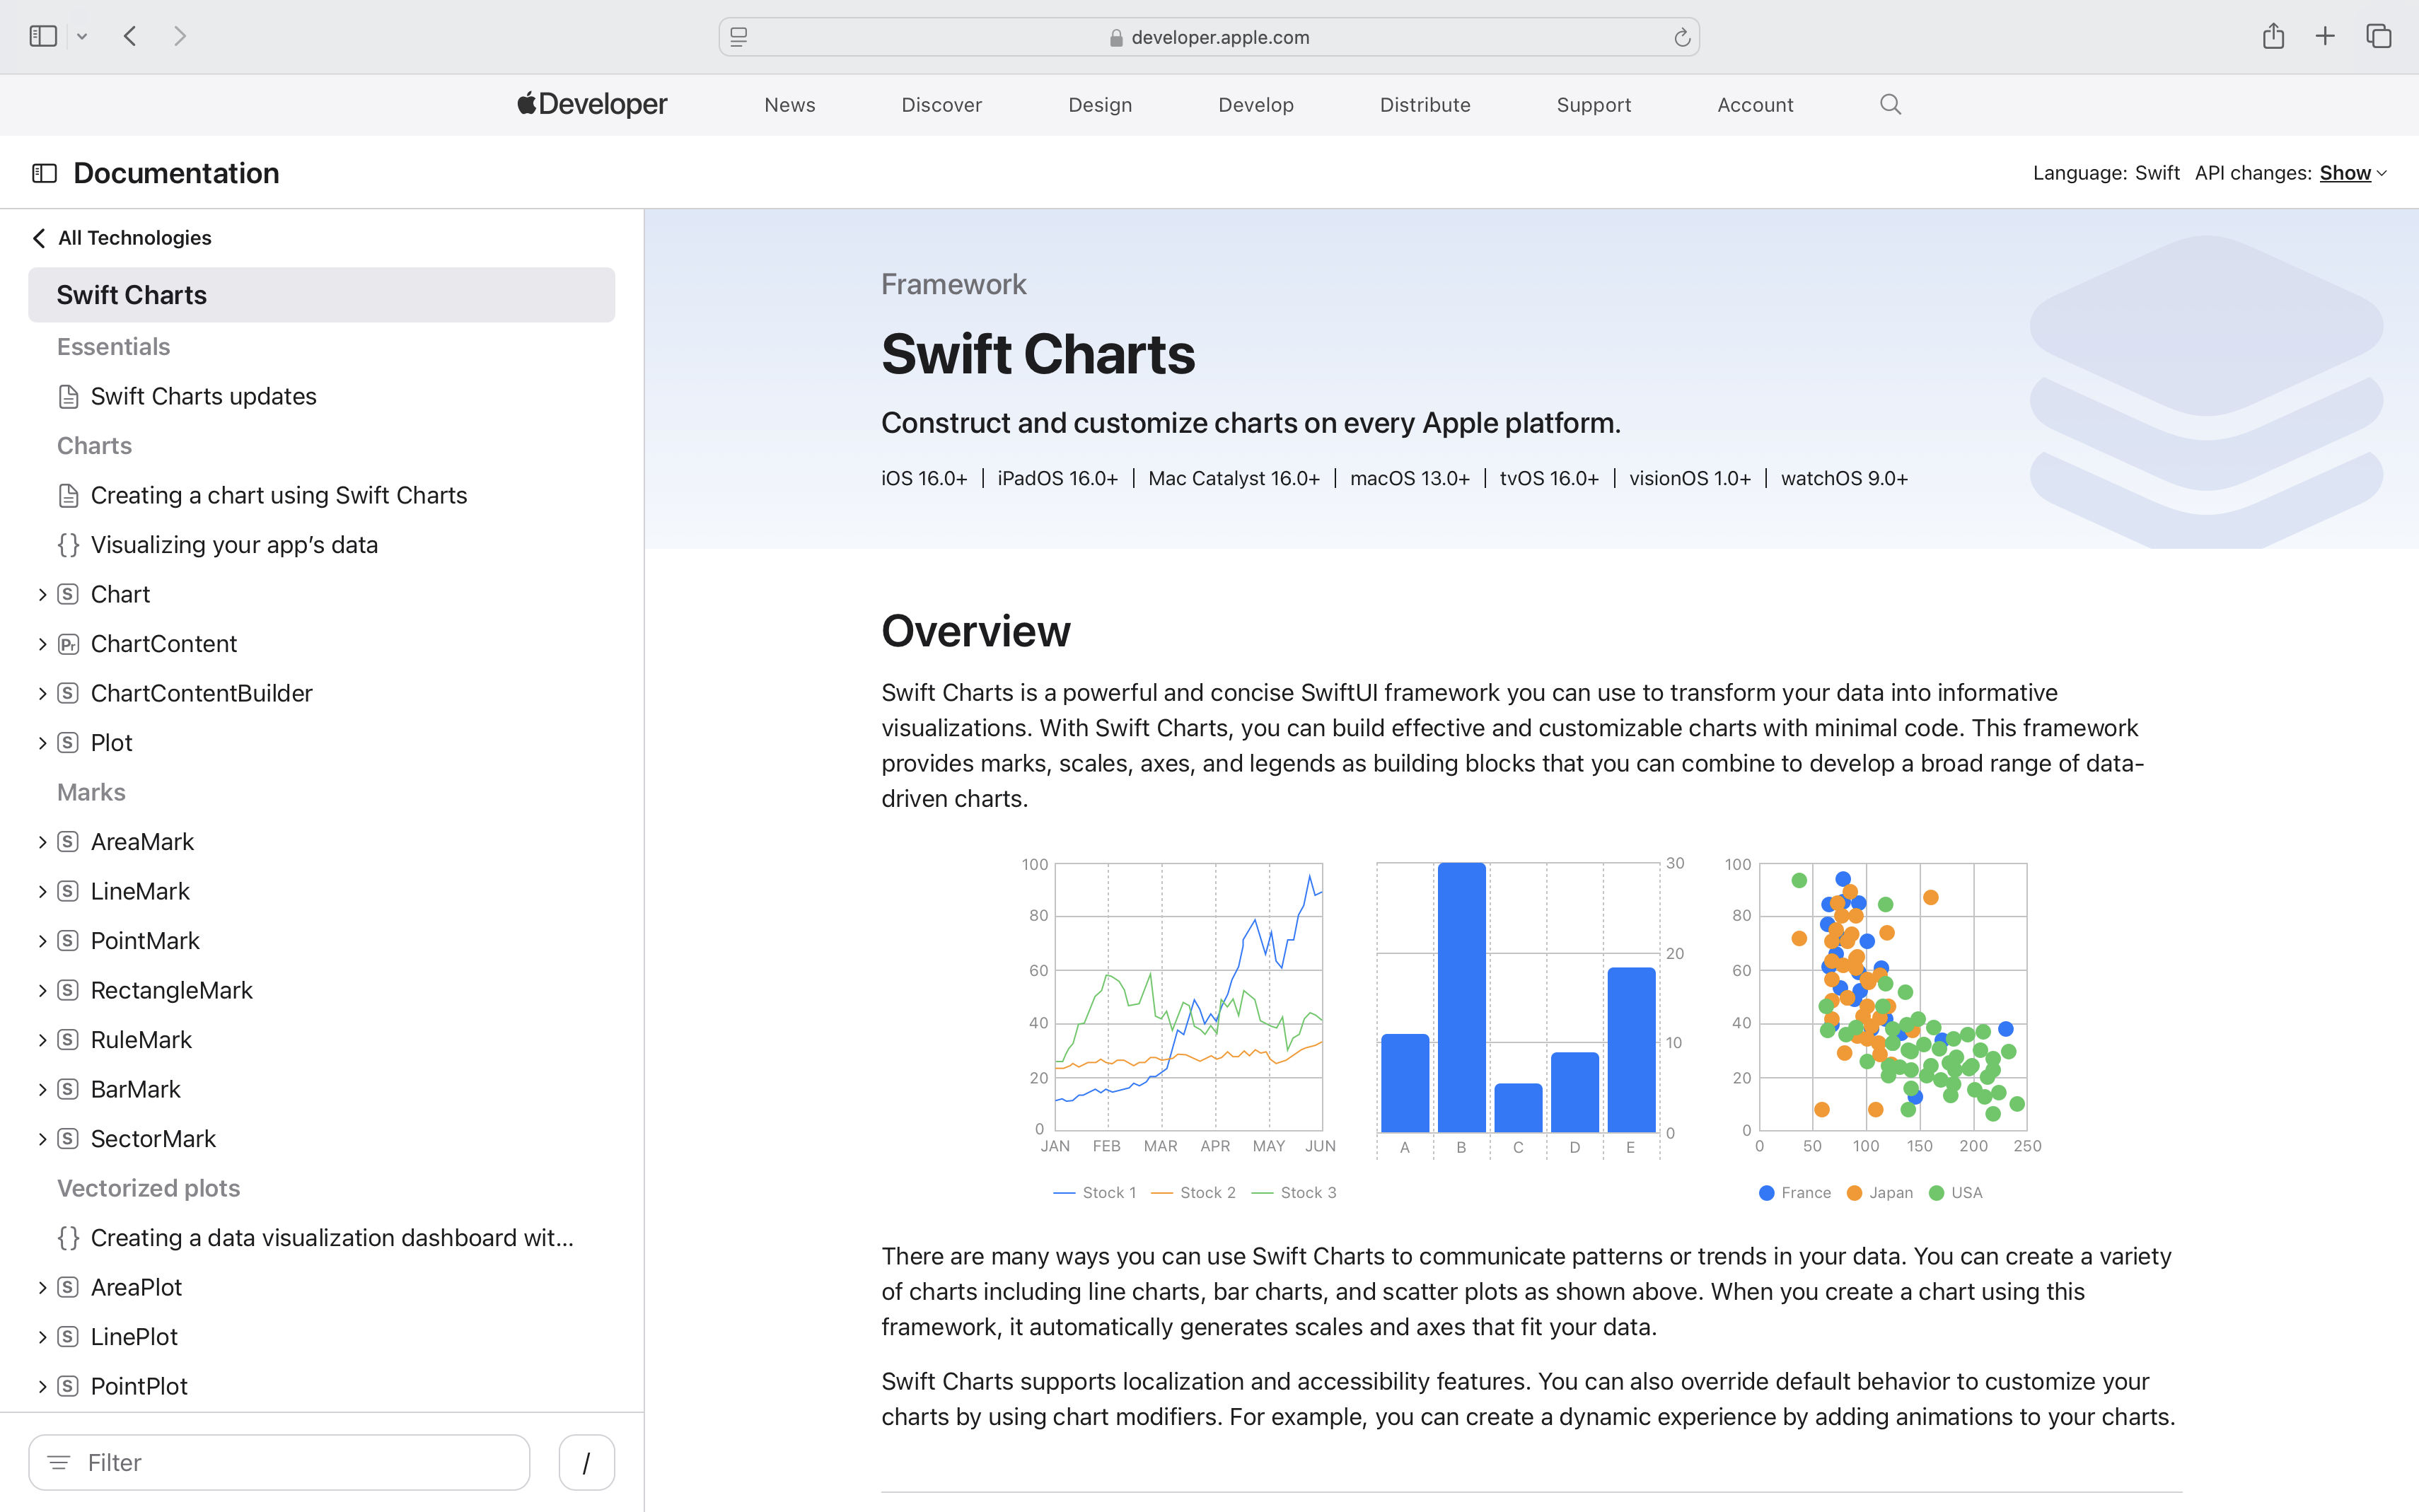 developer.apple.com
Developer
News
Discover
Design
Develop
Distribute
Support
Account
Documentation
Language: Swift
API changes: Show
All Technologies
Swift Charts
Essentials
Swift Charts updates
Charts
Creating a chart using Swift Charts
{} Visualizing your app’s data
S Chart
Pr ChartContent
S ChartContentBuilder
S Plot
Marks
S AreaMark
S LineMark
S PointMark
S RectangleMark
S RuleMark
S BarMark
S SectorMark
Vectorized plots
{} Creating a data visualization dashboard wit...
S AreaPlot
S LinePlot
S PointPlot
Filter
/
Framework
Swift Charts
Construct and customize charts on every Apple platform.
iOS 16.0+ | iPadOS 16.0+ | Mac Catalyst 16.0+ | macOS 13.0+ | tvOS 16.0+ | visionOS 1.0+ | watchOS 9.0+
Overview
Swift Charts is a powerful and concise SwiftUI framework you can use to transform your data into informative
visualizations. With Swift Charts, you can build effective and customizable charts with minimal code. This framework
provides marks, scales, axes, and legends as building blocks that you can combine to develop a broad range of data-
driven charts.
100
80
60
40
20
0
JAN FEB MAR APR MAY JUN
Stock 1 Stock 2 Stock 3
30
20
10
0
A B C D E
100
80
60
40
20
0
0 50 100 150 200 250
France Japan USA
There are many ways you can use Swift Charts to communicate patterns or trends in your data. You can create a variety
of charts including line charts, bar charts, and scatter plots as shown above. When you create a chart using this
framework, it automatically generates scales and axes that fit your data.
Swift Charts supports localization and accessibility features. You can also override default behavior to customize your
charts by using chart modifiers. For example, you can create a dynamic experience by adding animations to your charts.